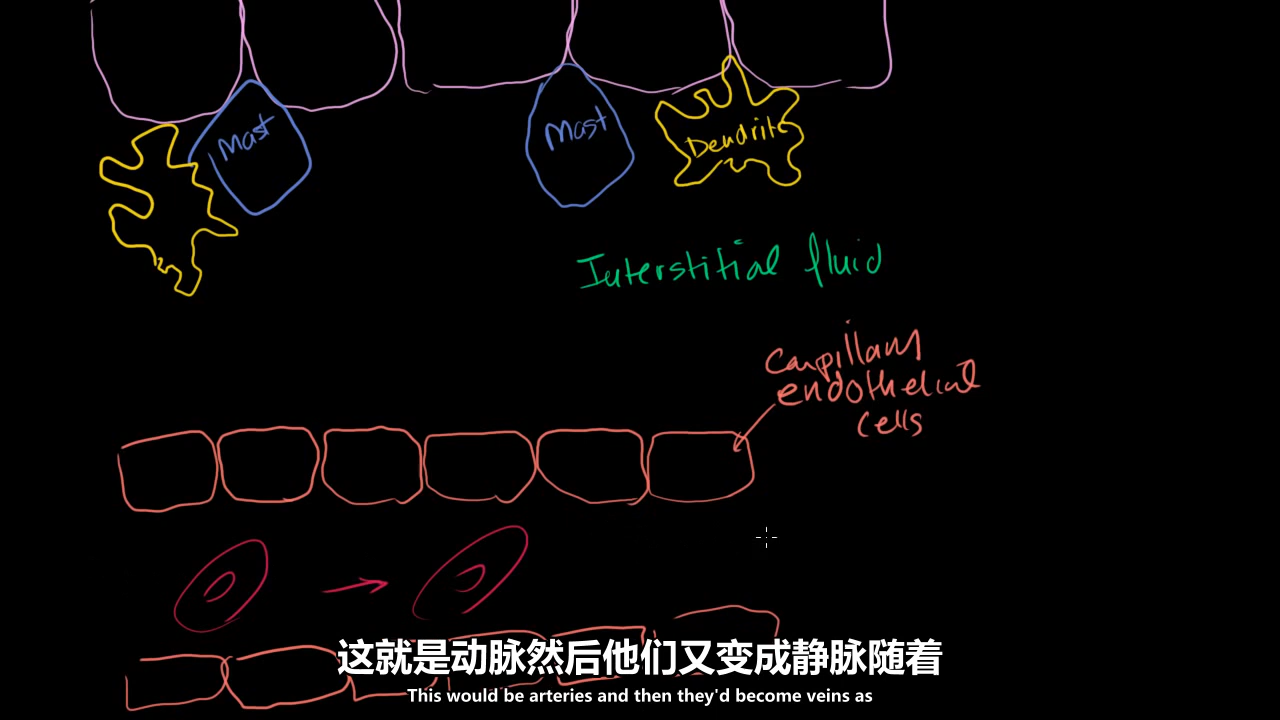 Mast
Mast
Dendrite
Interstitial fluid
Capillary
endothelial
cells
这就是动脉然后他们又变成静脉随着
This would be arteries and then they'd become veins as